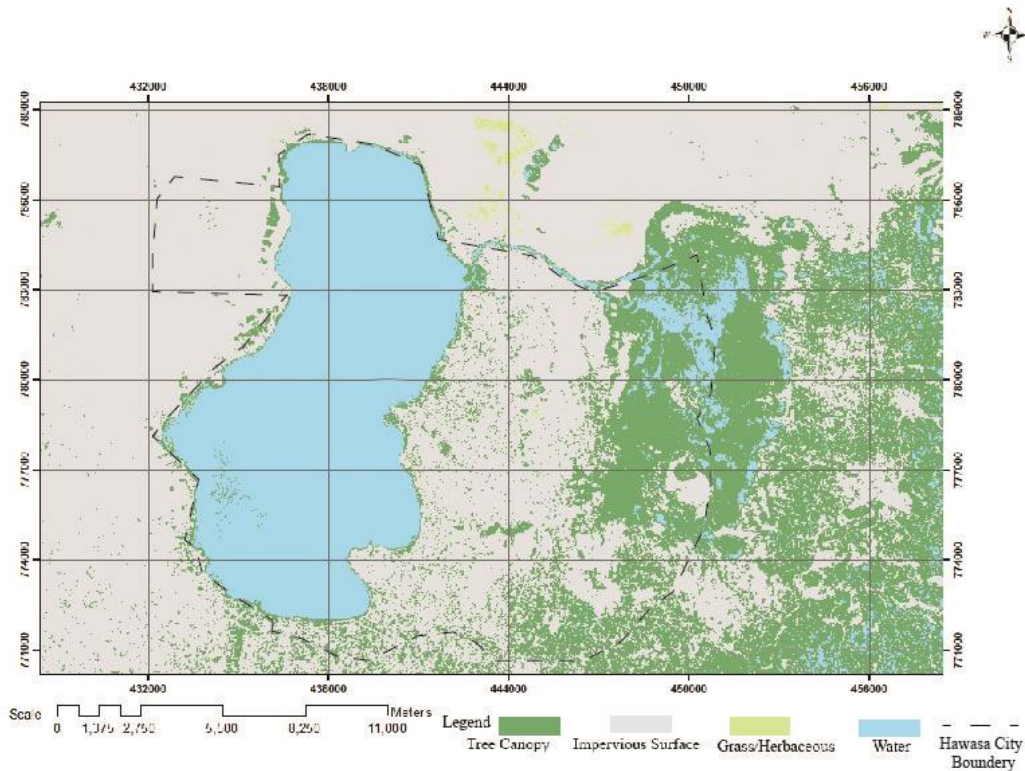 N
W
S
432000 438000 444000 450000 456000
786000 786000
783000 733000
780000 780000
777000 777000
774000 774000
771000 771000
432000 438000 444000 450000 456000
Scale 0 1,375 2,750 5,500 8,250 11,000 Meters
Legend
Tree Canopy Impervious Surface Grass/Herbaceous Water Hawasa City
Boundery